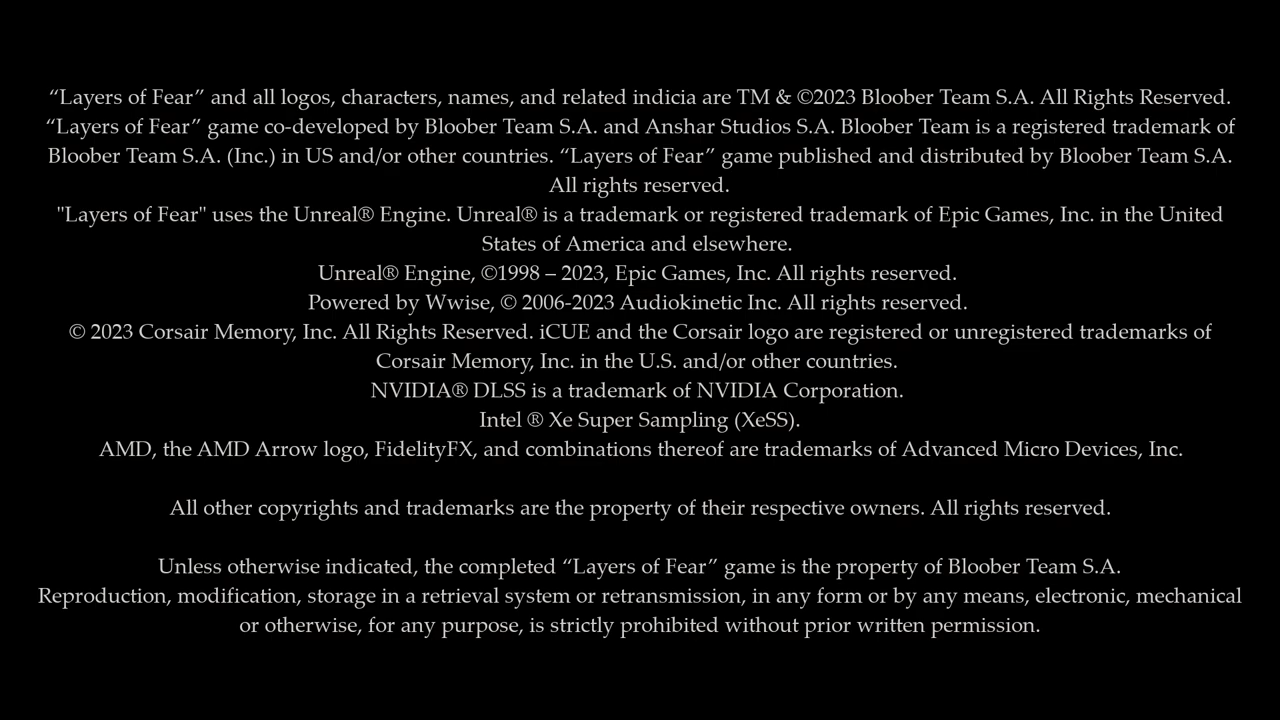 “Layers of Fear” and all logos, characters, names, and related indicia are TM & ©2023 Bloober Team S.A. All Rights Reserved.
“Layers of Fear” game co-developed by Bloober Team S.A. and Anshar Studios S.A. Bloober Team is a registered trademark of
Bloober Team S.A. (Inc.) in US and/or other countries. “Layers of Fear” game published and distributed by Bloober Team S.A.
All rights reserved.
"Layers of Fear" uses the Unreal® Engine. Unreal® is a trademark or registered trademark of Epic Games, Inc. in the United
States of America and elsewhere.
Unreal® Engine, ©1998 – 2023, Epic Games, Inc. All rights reserved.
Powered by Wwise, © 2006-2023 Audiokinetic Inc. All rights reserved.
© 2023 Corsair Memory, Inc. All Rights Reserved. iCUE and the Corsair logo are registered or unregistered trademarks of
Corsair Memory, Inc. in the U.S. and/or other countries.
NVIDIA® DLSS is a trademark of NVIDIA Corporation.
Intel ® Xe Super Sampling (XeSS).
AMD, the AMD Arrow logo, FidelityFX, and combinations thereof are trademarks of Advanced Micro Devices, Inc.
All other copyrights and trademarks are the property of their respective owners. All rights reserved.
Unless otherwise indicated, the completed “Layers of Fear” game is the property of Bloober Team S.A.
Reproduction, modification, storage in a retrieval system or retransmission, in any form or by any means, electronic, mechanical
or otherwise, for any purpose, is strictly prohibited without prior written permission.